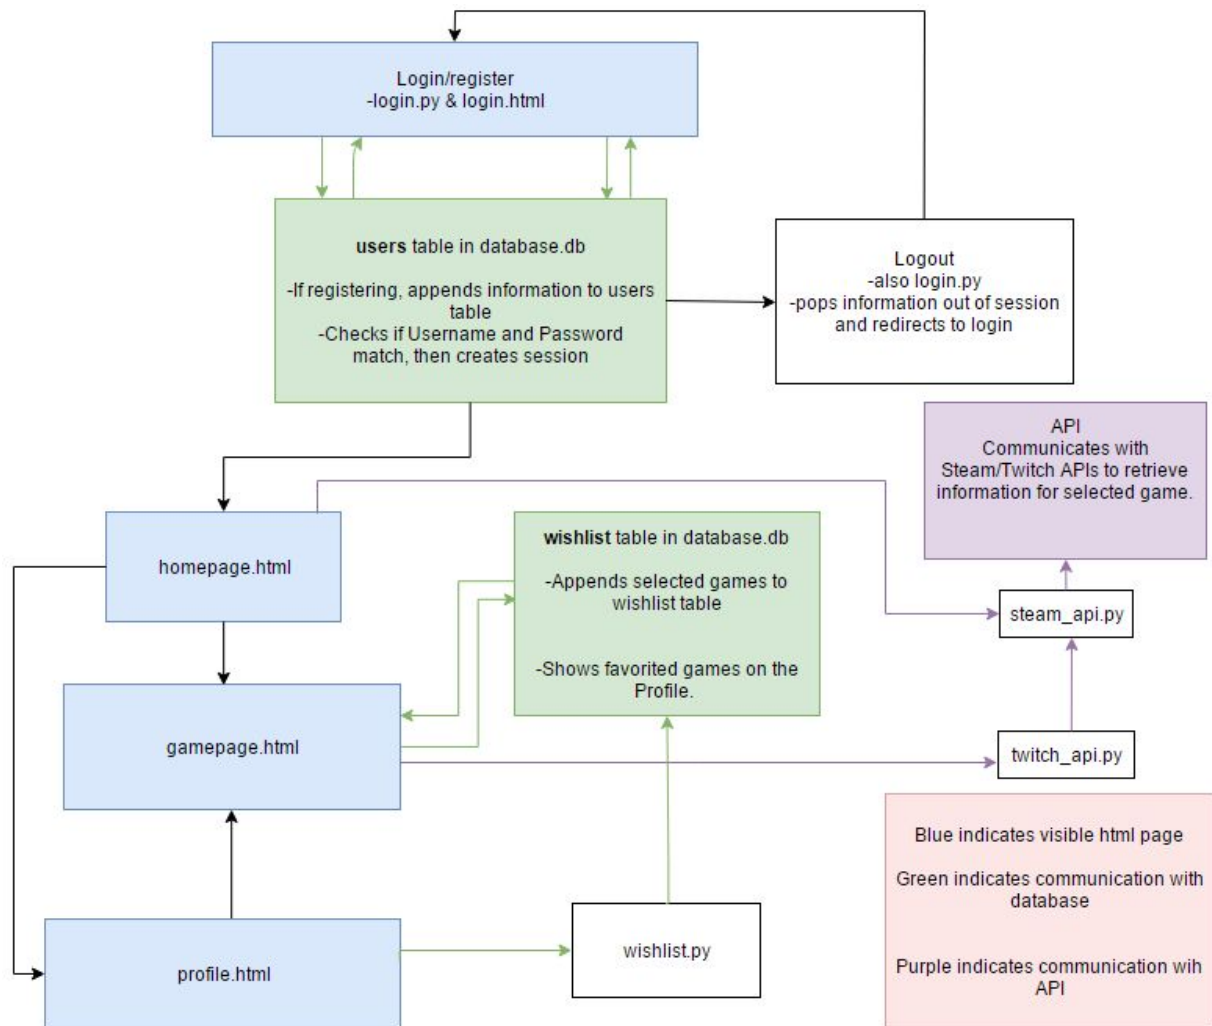 Login/register
-login.py & login.html
users table in database.db
-If registering, appends information to users
table
-Checks if Username and Password
match, then creates session
Logout
-also login.py
-pops information out of session
and redirects to login
API
Communicates with
Steam/Twitch APIs to retrieve
information for selected game.
homepage.html
wishlist table in database.db
-Appends selected games to
wishlist table
-Shows favorited games on the
Profile.
steam_api.py
gamepage.html
twitch_api.py
Blue indicates visible html page
Green indicates communication with
database
Purple indicates communication wih
API
profile.html
wishlist.py